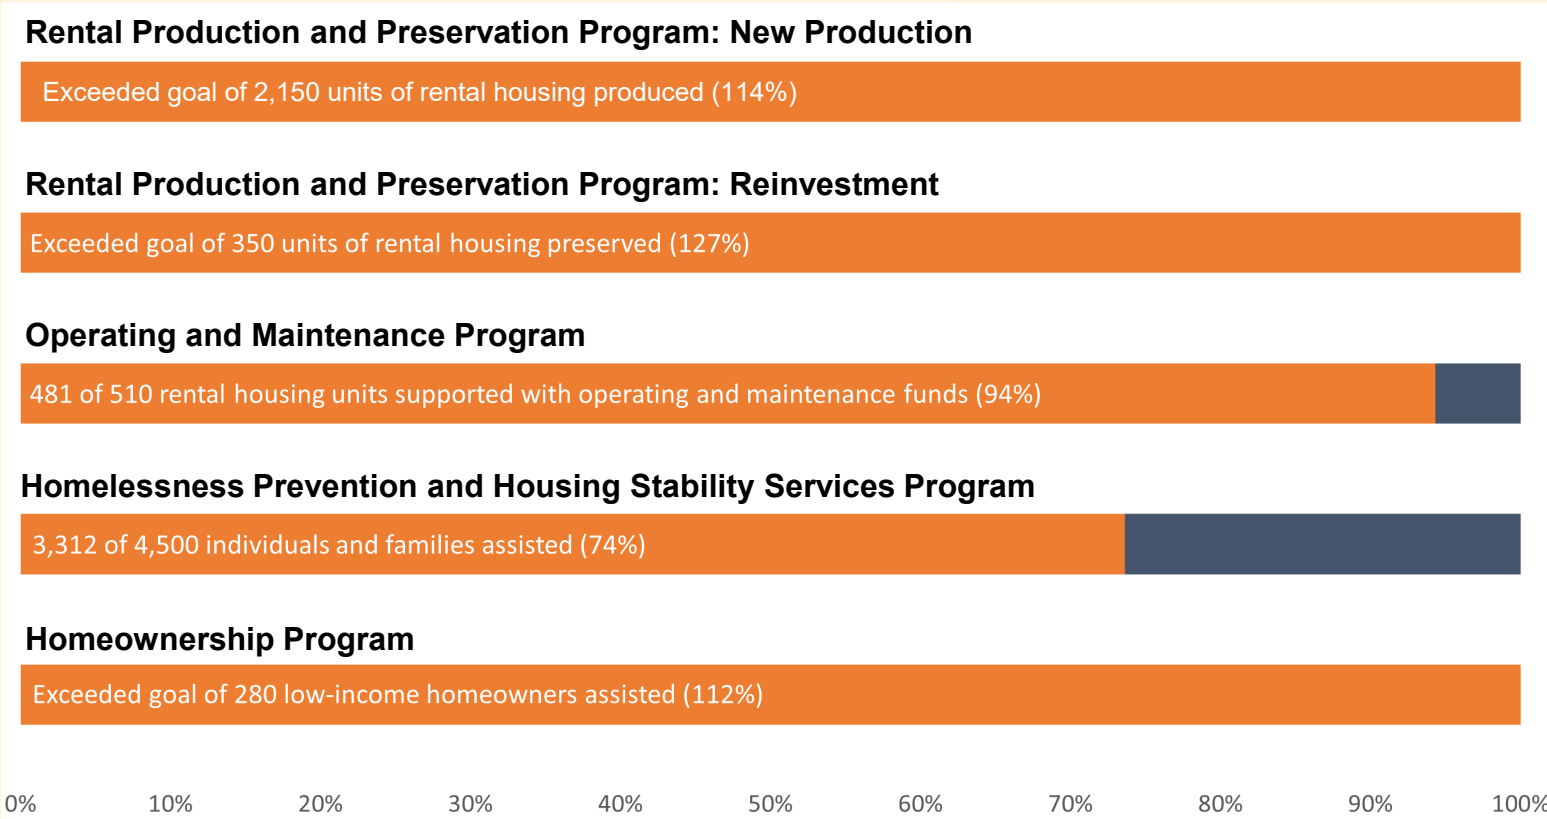 Rental Production and Preservation Program: New Production
Exceeded goal of 2,150 units of rental housing produced (114%)
Rental Production and Preservation Program: Reinvestment
Exceeded goal of 350 units of rental housing preserved (127%)
Operating and Maintenance Program
481 of 510 rental housing units supported with operating and maintenance funds (94%)
Homelessness Prevention and Housing Stability Services Program
3,312 of 4,500 individuals and families assisted (74%)
Homeownership Program
Exceeded goal of 280 low-income homeowners assisted (112%)
0% 10% 20% 30% 40% 50% 60% 70% 80% 90% 100%